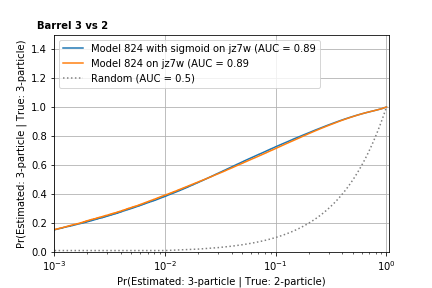 Barrel 3 vs 2
Model 824 with sigmoid on jz7w (AUC = 0.89
Model 824 on jz7w (AUC = 0.89
Random (AUC = 0.5)
Pr(Estimated: 3-particle | True: 3-particle)
1.4
1.2
1.0
0.8
0.6
0.4
0.2
0.0
10⁻³
10⁻²
10⁻¹
10⁰
Pr(Estimated: 3-particle | True: 2-particle)